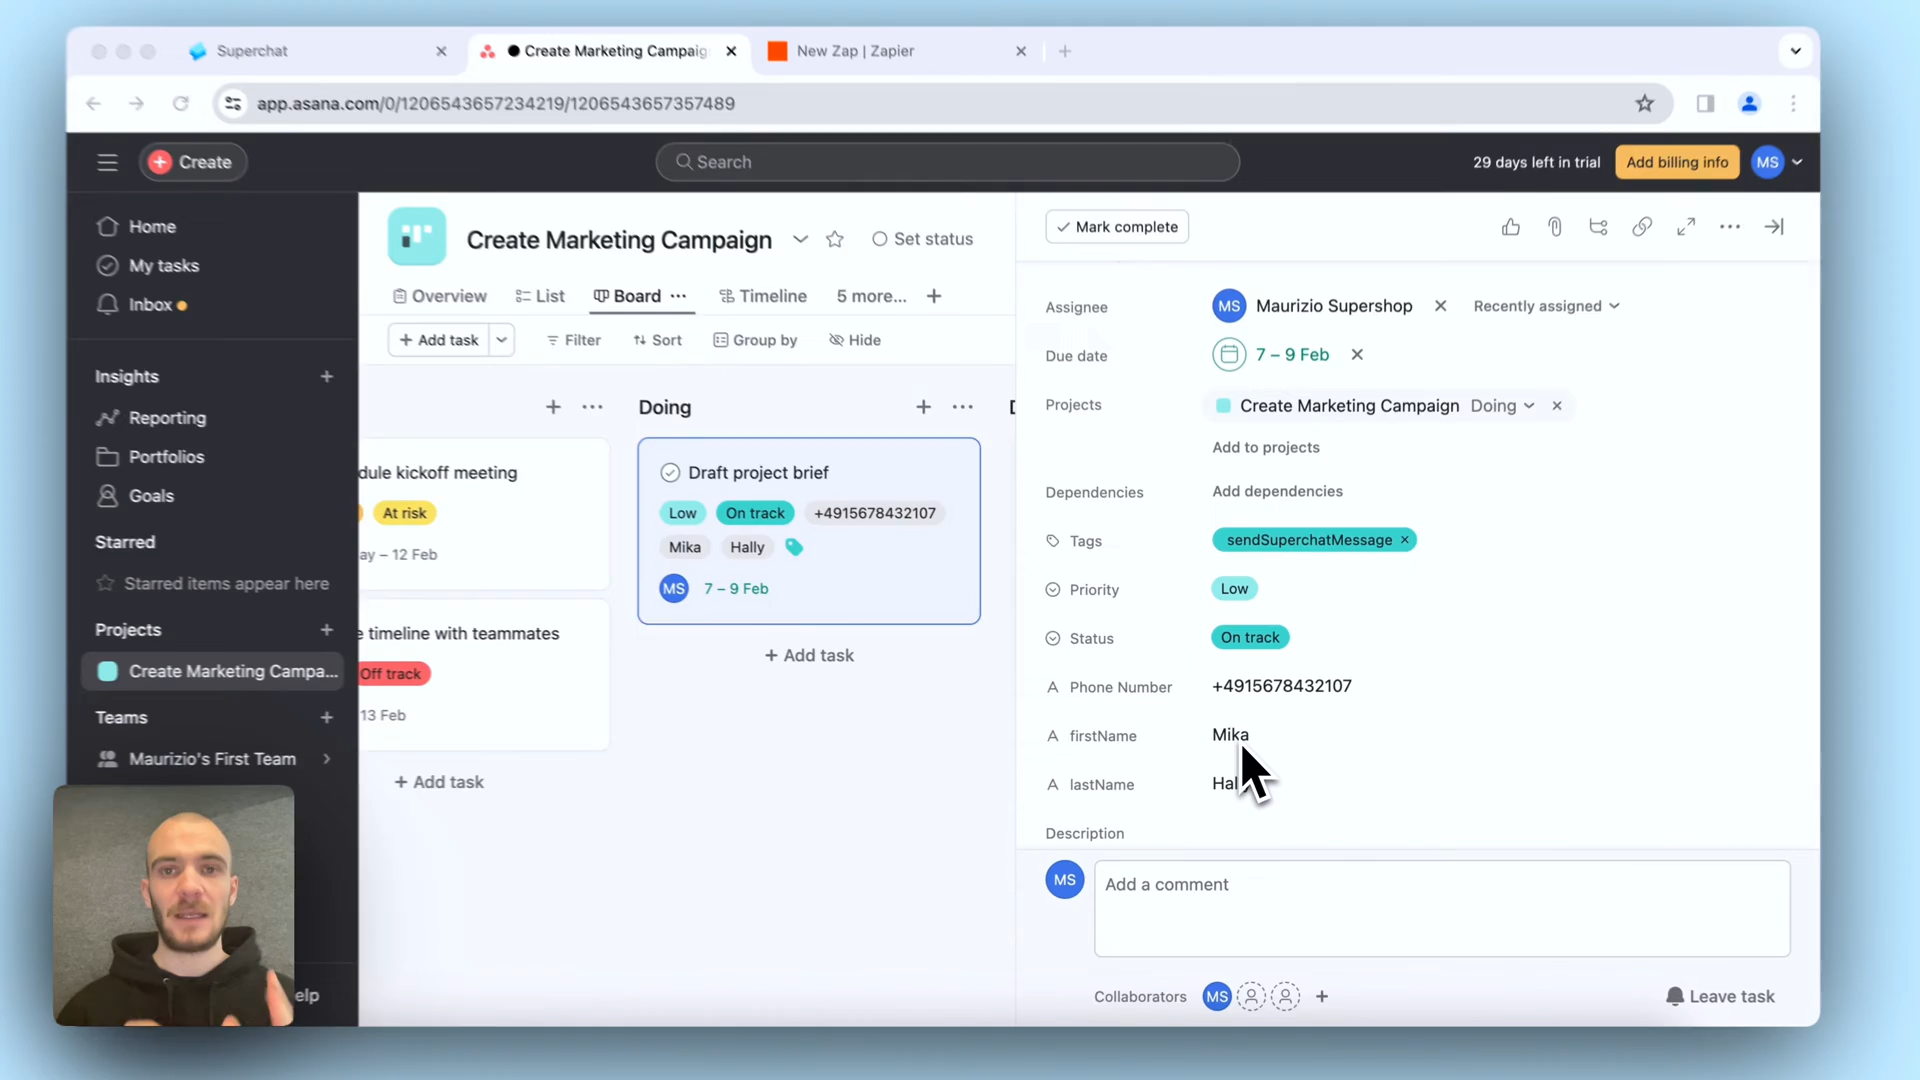 Superchat
Create Marketing Campaig
New Zap | Zapier
app.asana.com/0/1206543657234219/1206543657357489
Create
Search
29 days left in trial
Add billing info
MS
Home
My tasks
Inbox
Insights
Reporting
Portfolios
Goals
Starred
Starred items appear here
Projects
Create Marketing Campa...
Teams
Maurizio's First Team
elp
Create Marketing Campaign
Set status
Overview
List
Board
Timeline
5 more...
Add task
Filter
Sort
Group by
Hide
dule kickoff meeting
At risk
ay – 12 Feb
e timeline with teammates
Off track
13 Feb
+ Add task
Doing
Draft project brief
Low
On track
+4915678432107
Mika
Hally
MS
7 – 9 Feb
+ Add task
Mark complete
Assignee
MS
Maurizio Supershop
Recently assigned
Due date
7 – 9 Feb
Projects
Create Marketing Campaign
Doing
Add to projects
Dependencies
Add dependencies
Tags
sendSuperchatMessage
Priority
Low
Status
On track
Phone Number
+4915678432107
firstName
Mika
lastName
Hal
Description
MS
Add a comment
Collaborators
MS
Leave task